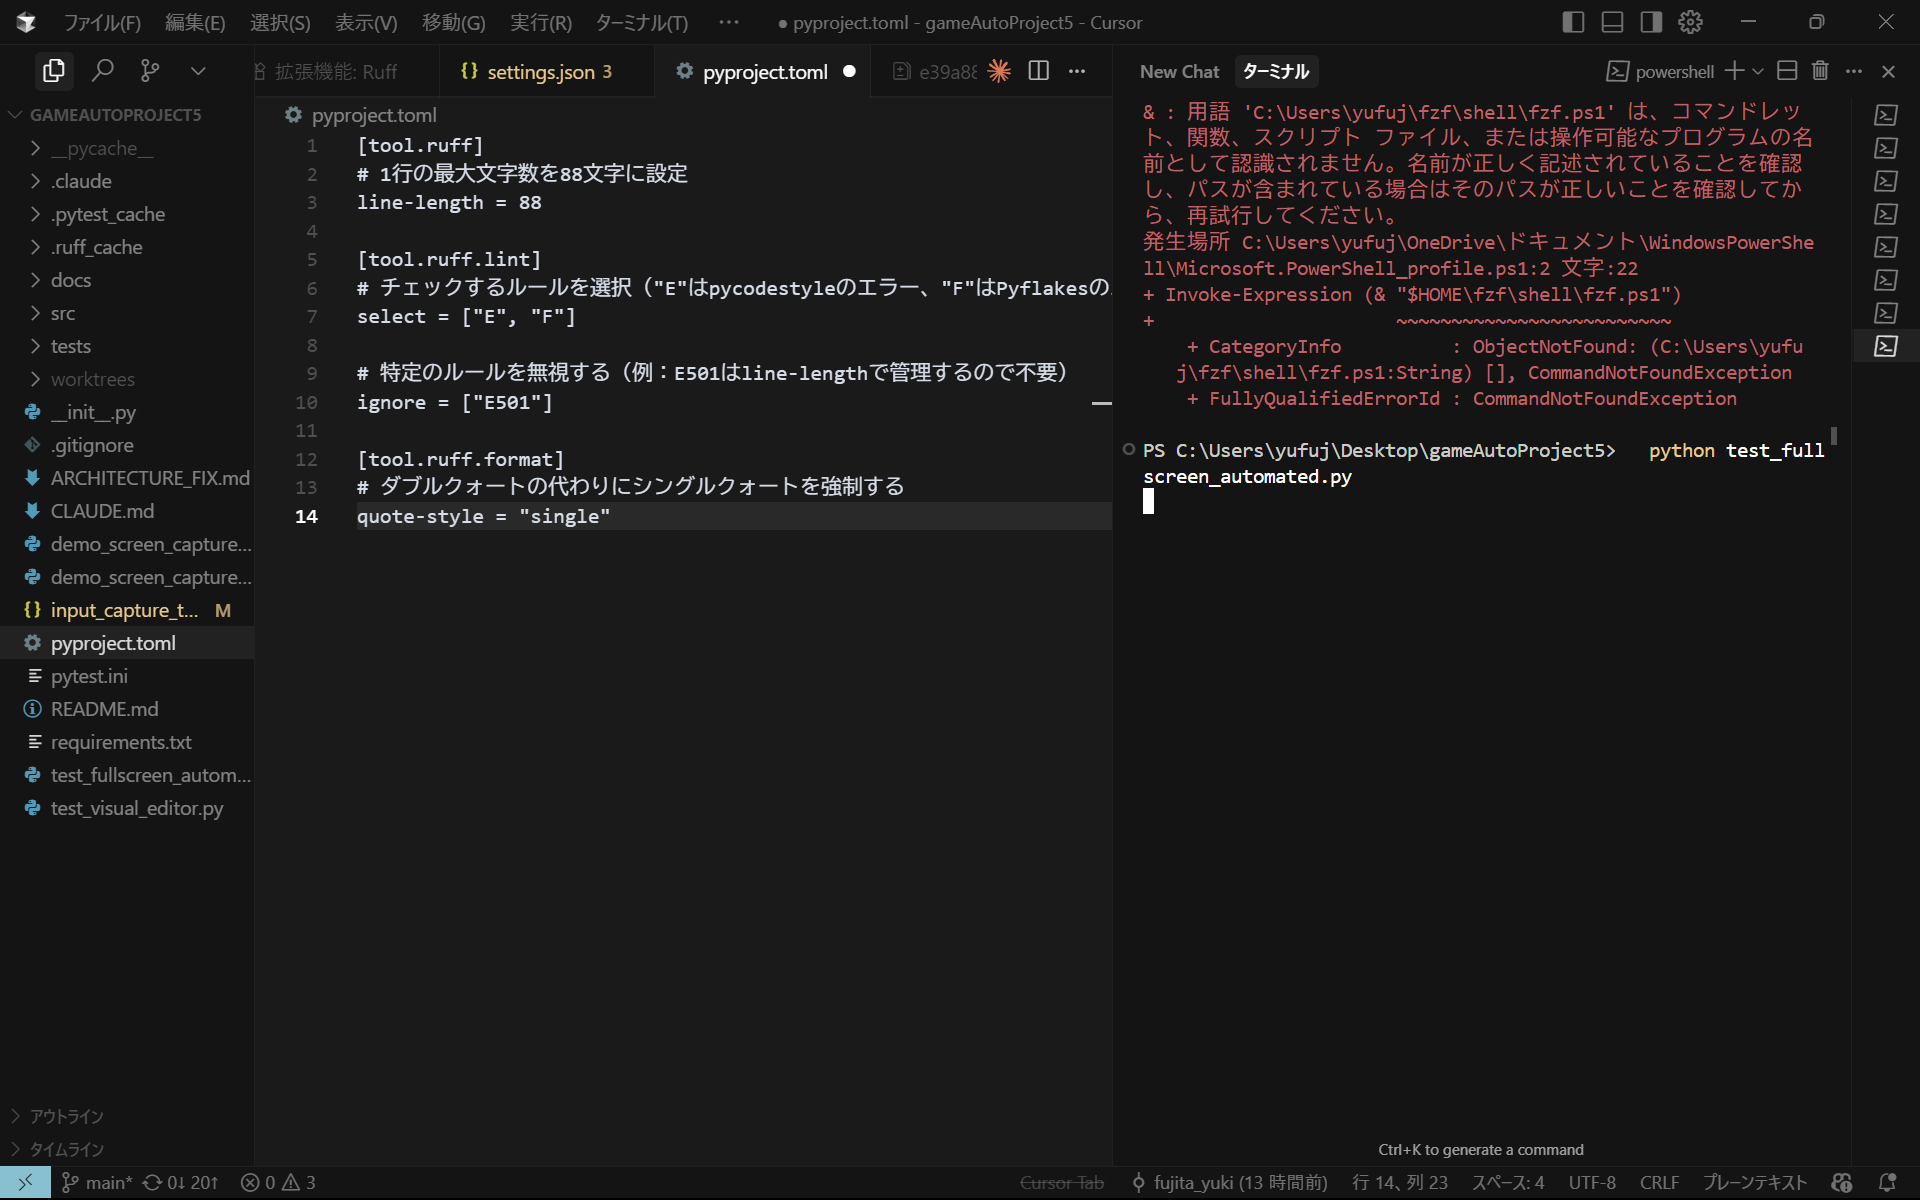 ファイル(F) 編集(E) 選択(S) 表示(V) 移動(G) 実行(R) ターミナル(T) ··· ● pyproject.toml - gameAutoProject5 - Cursor
拡張機能: Ruff
{} settings.json 3
pyproject.toml ●
e39a88
New Chat ターミナル
powershell
GAMEAUTOPROJECT5
__pycache__
.claude
.pytest_cache
.ruff_cache
docs
src
tests
worktrees
__init__.py
.gitignore
ARCHITECTURE_FIX.md
CLAUDE.md
demo_screen_capture...
demo_screen_capture...
{} input_capture_t... M
pyproject.toml
pytest.ini
README.md
requirements.txt
test_fullscreen_autom...
test_visual_editor.py
アウトライン
タイムライン
pyproject.toml
1 [tool.ruff]
2 # 1行の最大文字数を88文字に設定
3 line-length = 88
4
5 [tool.ruff.lint]
6 # チェックするルールを選択（"E"はpycodestyleのエラー、"F"はPyflakesの
7 select = ["E", "F"]
8
9 # 特定のルールを無視する（例：E501はline-lengthで管理するので不要）
10 ignore = ["E501"]
11
12 [tool.ruff.format]
13 # ダブルクォートの代わりにシングルクォートを強制する
14 quote-style = "single"
& : 用語 'C:\Users\yufuj\fzf\shell\fzf.ps1' は、コマンドレッ
ト、関数、スクリプト ファイル、または操作可能なプログラムの名
前として認識されません。名前が正しく記述されていることを確認
し、パスが含まれている場合はそのパスが正しいことを確認してか
ら、再試行してください。
発生場所 C:\Users\yufuj\OneDrive\ドキュメント\WindowsPowerShe
ll\Microsoft.PowerShell_profile.ps1:2 文字:22
+ Invoke-Expression (& "$HOME\fzf\shell\fzf.ps1")
+ ~~~~~~~~~~~~~~~~~~~~~~~~~
+ CategoryInfo : ObjectNotFound: (C:\Users\yufu
j\fzf\shell\fzf.ps1:String) [], CommandNotFoundException
+ FullyQualifiedErrorId : CommandNotFoundException
PS C:\Users\yufuj\Desktop\gameAutoProject5> python test_full
screen_automated.py
Ctrl+K to generate a command
main* 0↓ 20↑ 0 3 Cursor Tab fujita_yuki (13 時間前) 行 14、列 23 スペース: 4 UTF-8 CRLF プレーンテキスト